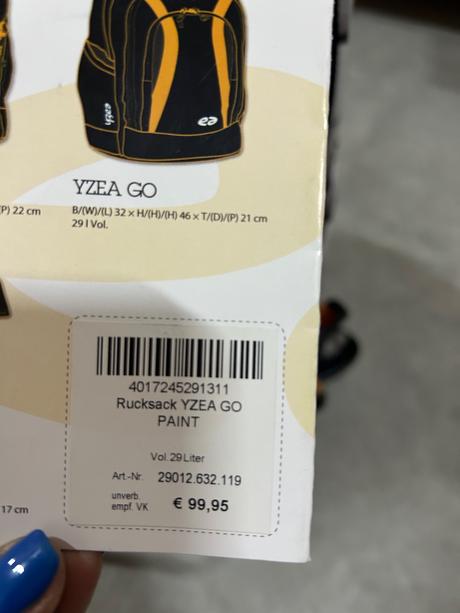 yzea
YZEA GO
(P) 22 cm
B/(W)/(L) 32 × H/(H)/(H) 46 × T/(D)/(P) 21 cm
29 l Vol.
4017245291311
Rucksack YZEA GO
PAINT
Vol.29 Liter
Art.-Nr. 29012.632.119
unverb.
empf. VK € 99,95
17 cm